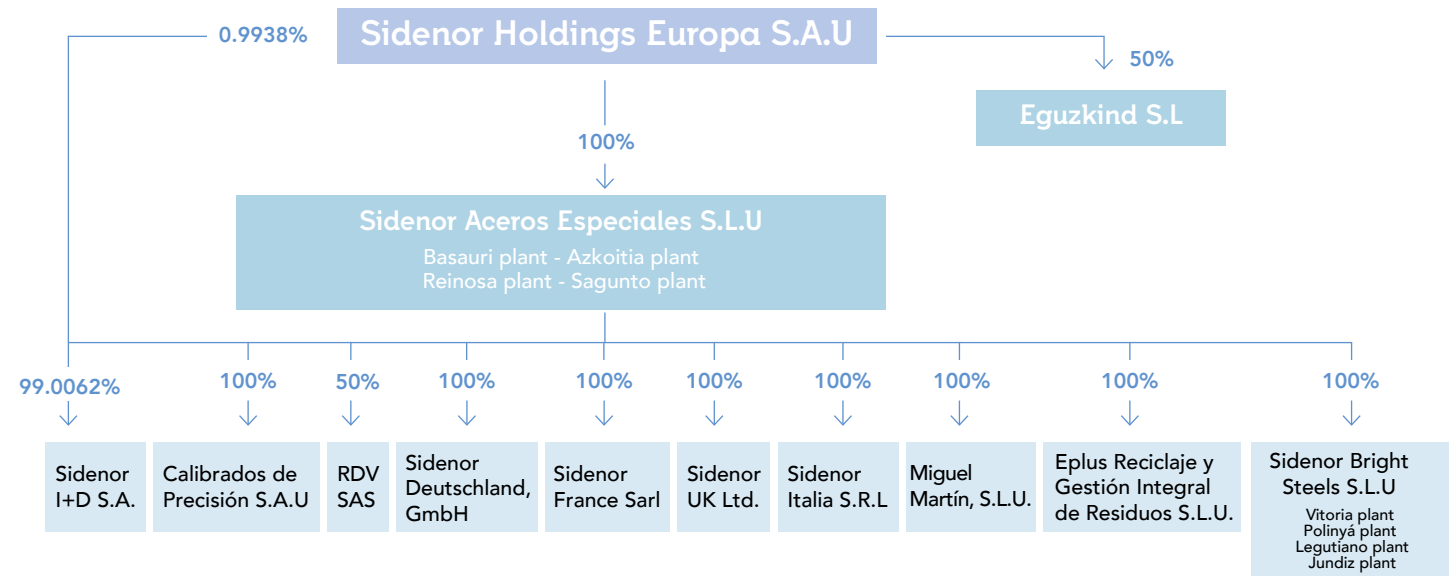 0.9938%
Sidenor Holdings Europa S.A.U
50%
Eguzkind S.L
100%
Sidenor Aceros Especiales S.L.U
Basauri plant - Azkoitia plant
Reinosa plant - Sagunto plant
99.0062%
100%
50%
100%
100%
100%
100%
100%
100%
100%
Sidenor
I+D S.A.
Calibrados de
Precisión S.A.U
RDV
SAS
Sidenor
Deutschland,
GmbH
Sidenor
France Sarl
Sidenor
UK Ltd.
Sidenor
Italia S.R.L
Miguel
Martín, S.L.U.
Eplus Reciclaje y
Gestión Integral
de Residuos S.L.U.
Sidenor Bright
Steels S.L.U
Vitoria plant
Polinyá plant
Legutiano plant
Jundiz plant